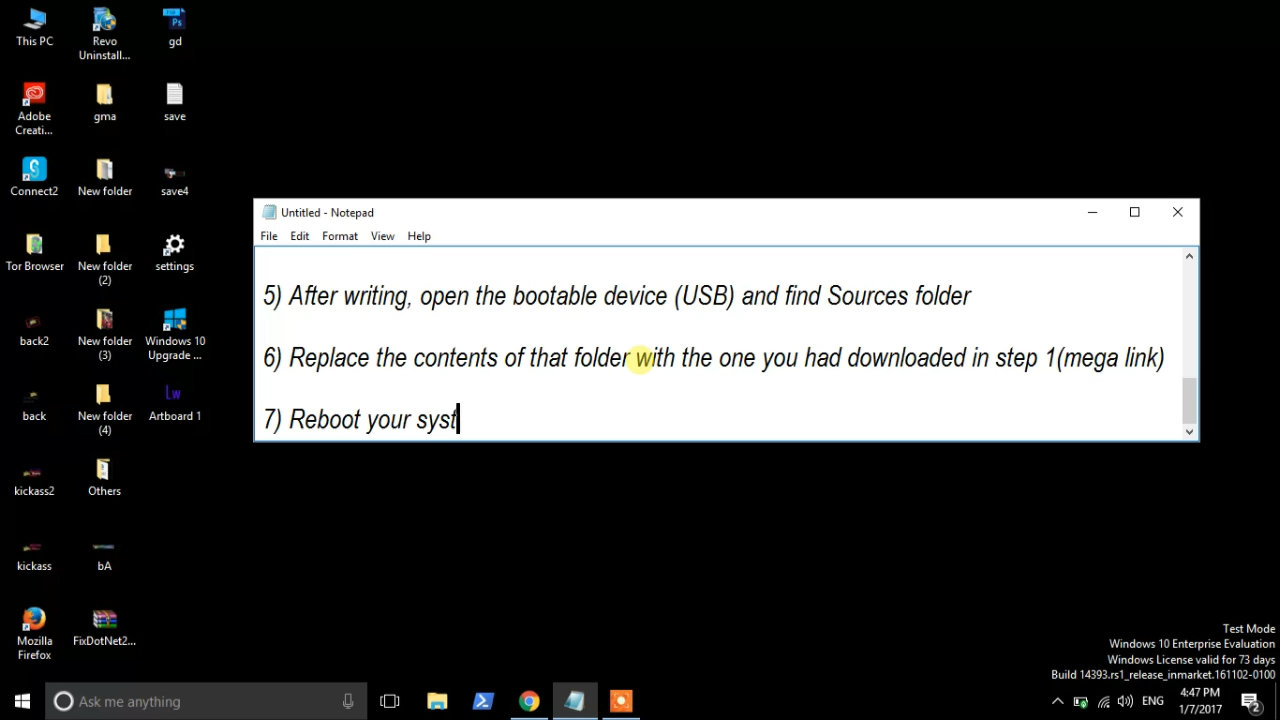 This PC
Revo
Uninstall...
gd
Adobe
Creati...
gma
save
Connect2
New folder
save4
Tor Browser
New folder
(2)
settings
back2
New folder
(3)
Windows 10
Upgrade ...
back
New folder
(4)
Artboard 1
kickass2
Others
kickass
bA
Mozilla
Firefox
FixDotNet2...
Untitled - Notepad
File Edit Format View Help
5) After writing, open the bootable device (USB) and find Sources folder
6) Replace the contents of that folder with the one you had downloaded in step 1(mega link)
7) Reboot your syst
Test Mode
Windows 10 Enterprise Evaluation
Windows License valid for 73 days
Build 14393.rs1_release_inmarket.161102-0100
Ask me anything
ENG
4:47 PM
1/7/2017
2